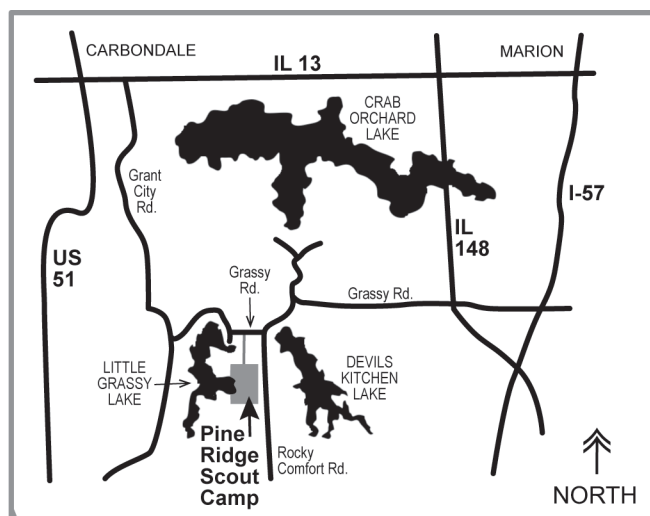 CARBONDALE
MARION
IL 13
CRAB
ORCHARD
LAKE
Grant
City
Rd.
I-57
US
51
IL
148
Grassy
Rd.
Grassy Rd.
LITTLE
GRASSY
LAKE
DEVILS
KITCHEN
LAKE
Pine
Ridge
Scout
Camp
Rocky
Comfort Rd.
NORTH